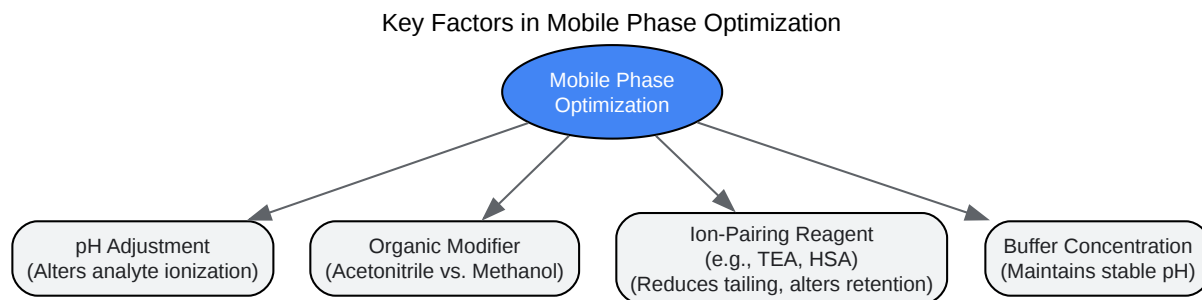 Key Factors in Mobile Phase Optimization
Mobile Phase
Optimization
pH Adjustment
(Alters analyte ionization)
Organic Modifier
(Acetonitrile vs. Methanol)
Ion-Pairing Reagent
(e.g., TEA, HSA)
(Reduces tailing, alters retention)
Buffer Concentration
(Maintains stable pH)